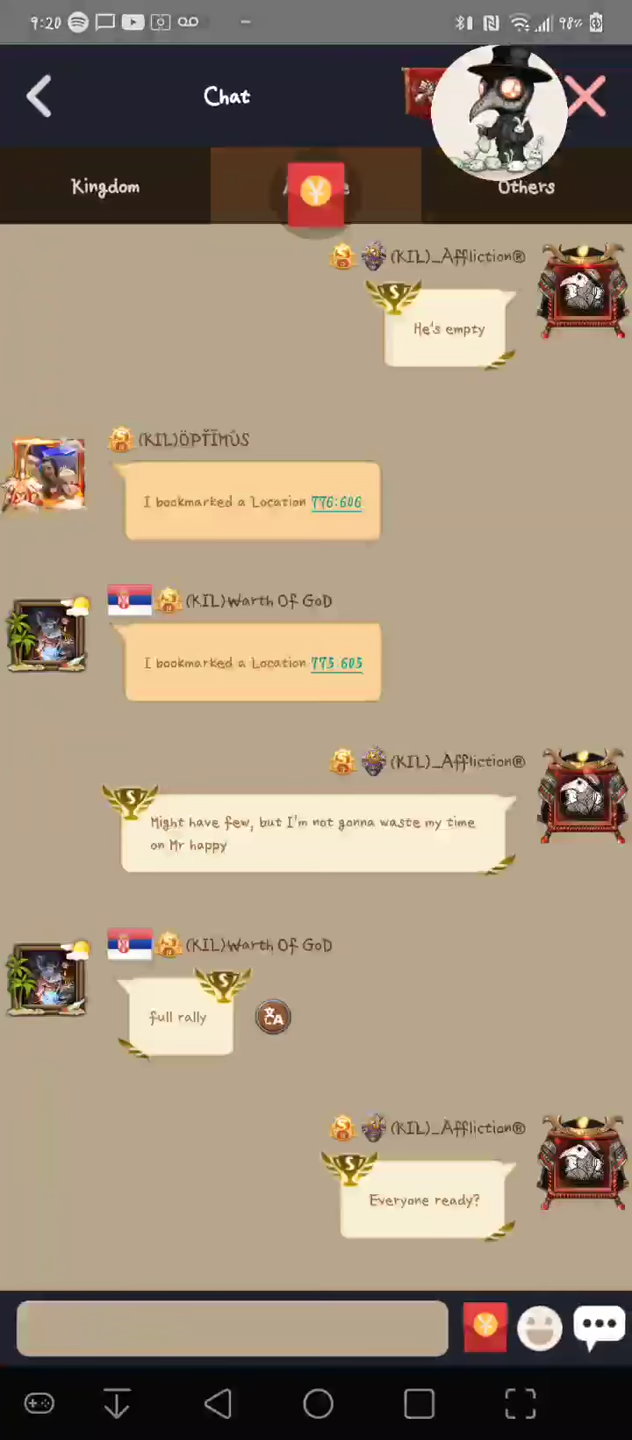 9:20
98%
Chat
Kingdom
Others
(KIL)_Affliction®
He's empty
(KIL)ÖPŤÏMŮS
I bookmarked a Location 776:606
(KIL)Warth Of GoD
I bookmarked a Location 775:605
(KIL)_Affliction®
Might have few, but I'm not gonna waste my time
on Mr happy
(KIL)Warth Of GoD
full rally
(KIL)_Affliction®
Everyone ready?